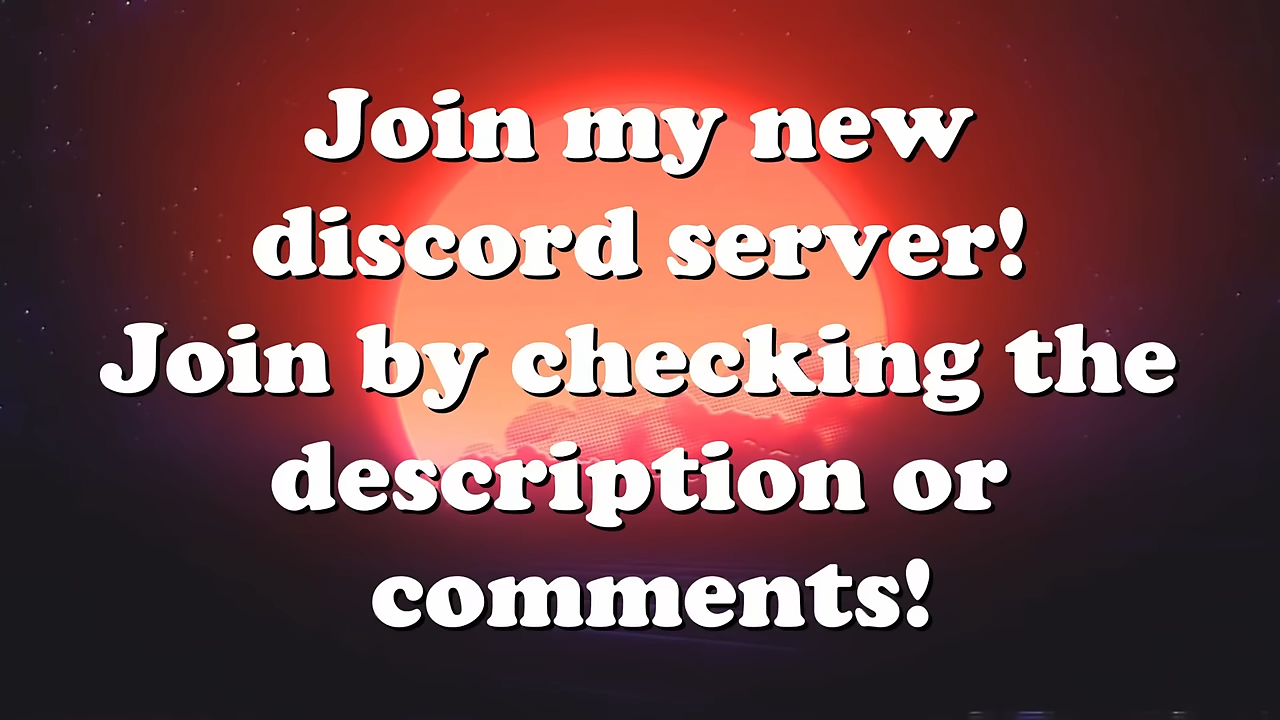 Join my new
discord server!
Join by checking the
description or
comments!